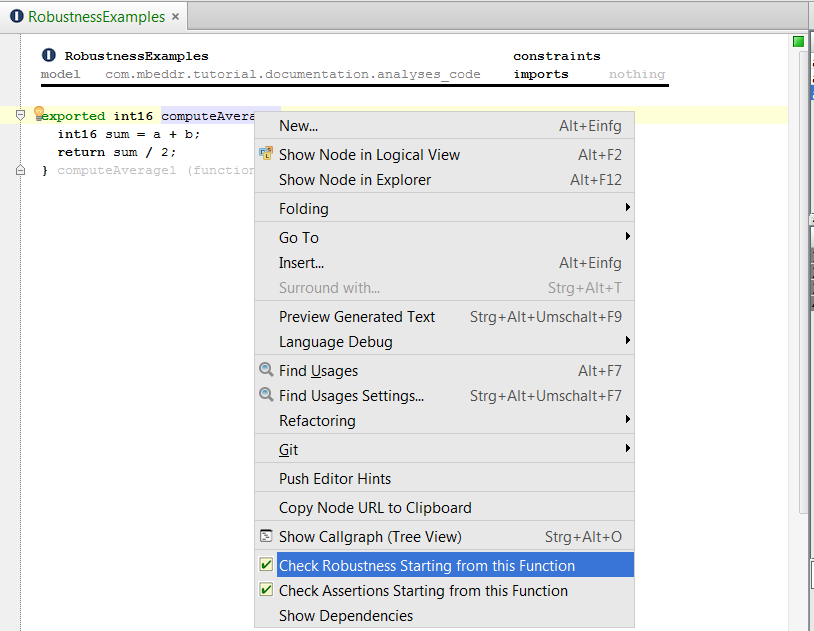 RobustnessExamples ×
RobustnessExamples constraints
model com.mbeddr.tutorial.documentation.analyses_code imports nothing
exported int16 computeAvera
int16 sum = a + b;
return sum / 2;
} computeAverage1 (function
New... Alt+Einfg
Show Node in Logical View Alt+F2
Show Node in Explorer Alt+F12
Folding
Go To
Insert... Alt+Einfg
Surround with... Strg+Alt+T
Preview Generated Text Strg+Alt+Umschalt+F9
Language Debug
Find Usages Alt+F7
Find Usages Settings... Strg+Alt+Umschalt+F7
Refactoring
Git
Push Editor Hints
Copy Node URL to Clipboard
Show Callgraph (Tree View) Strg+Alt+O
Check Robustness Starting from this Function
Check Assertions Starting from this Function
Show Dependencies